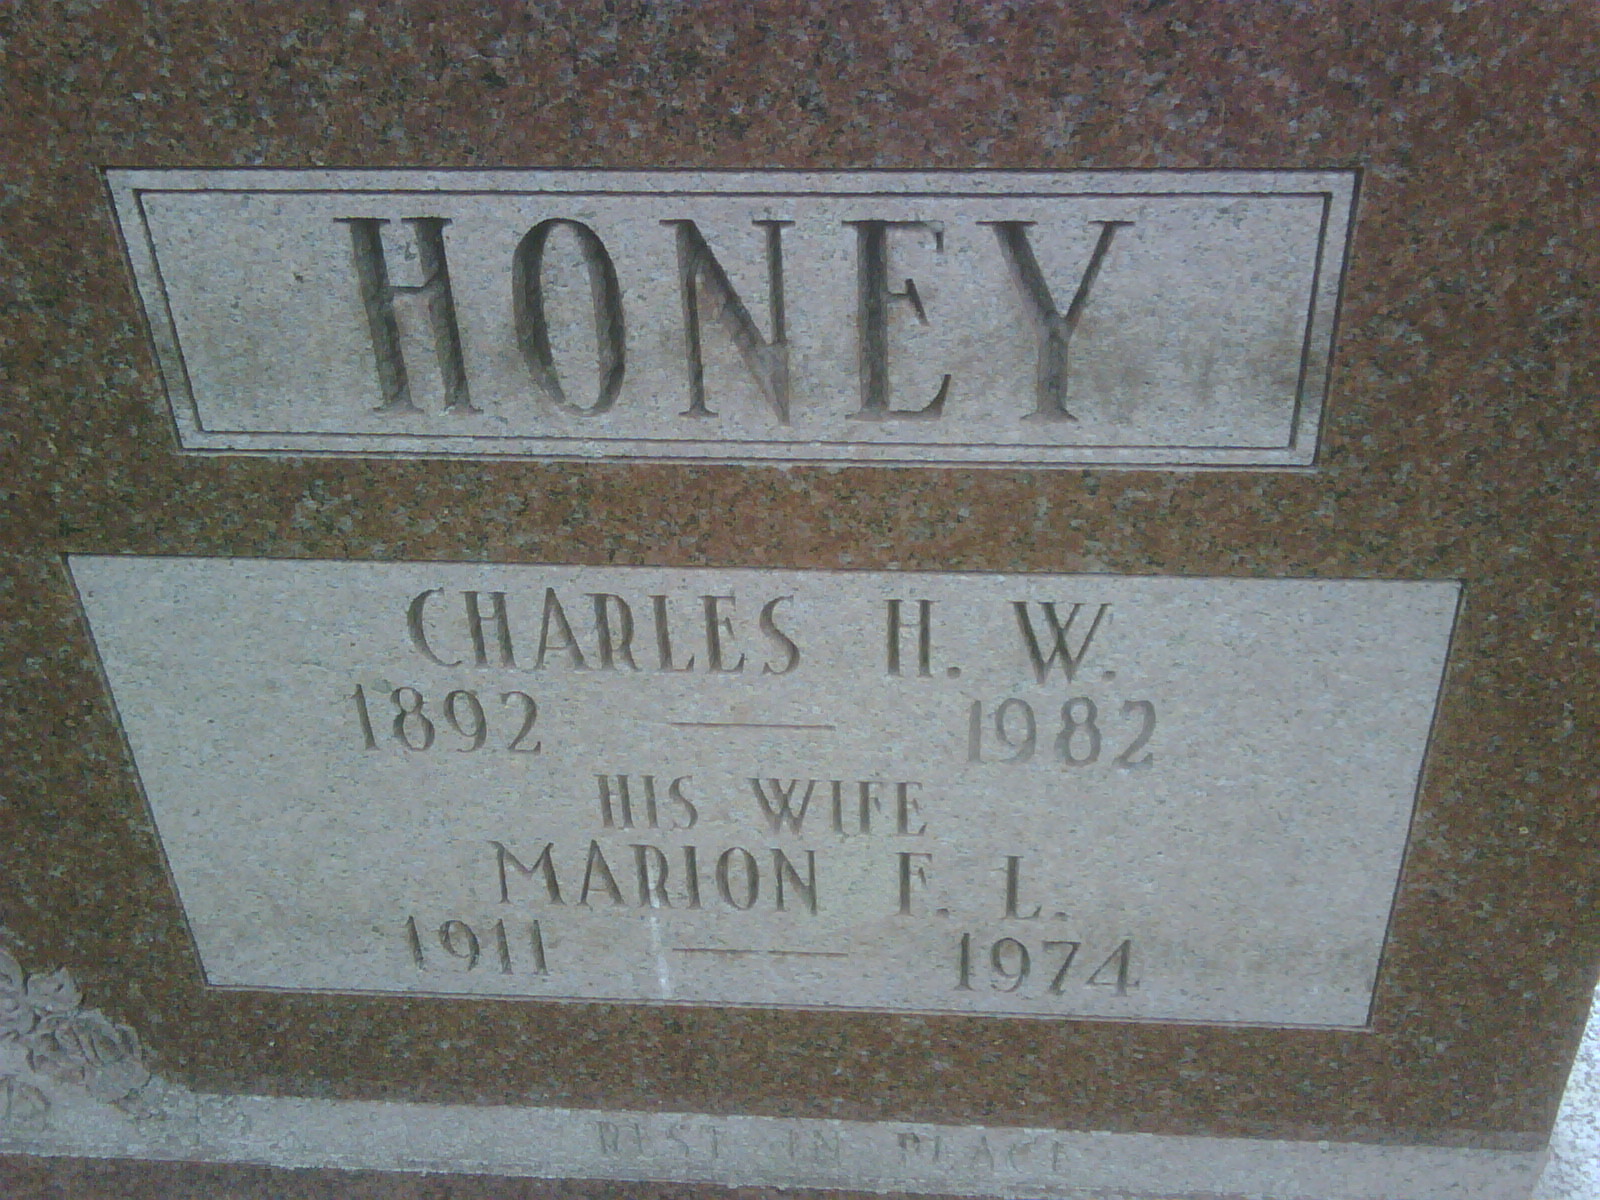 HONEY
CHARLES H. W.
1892 — 1982
HIS WIFE
MARION F. L.
1911 — 1974
REST IN PEACE